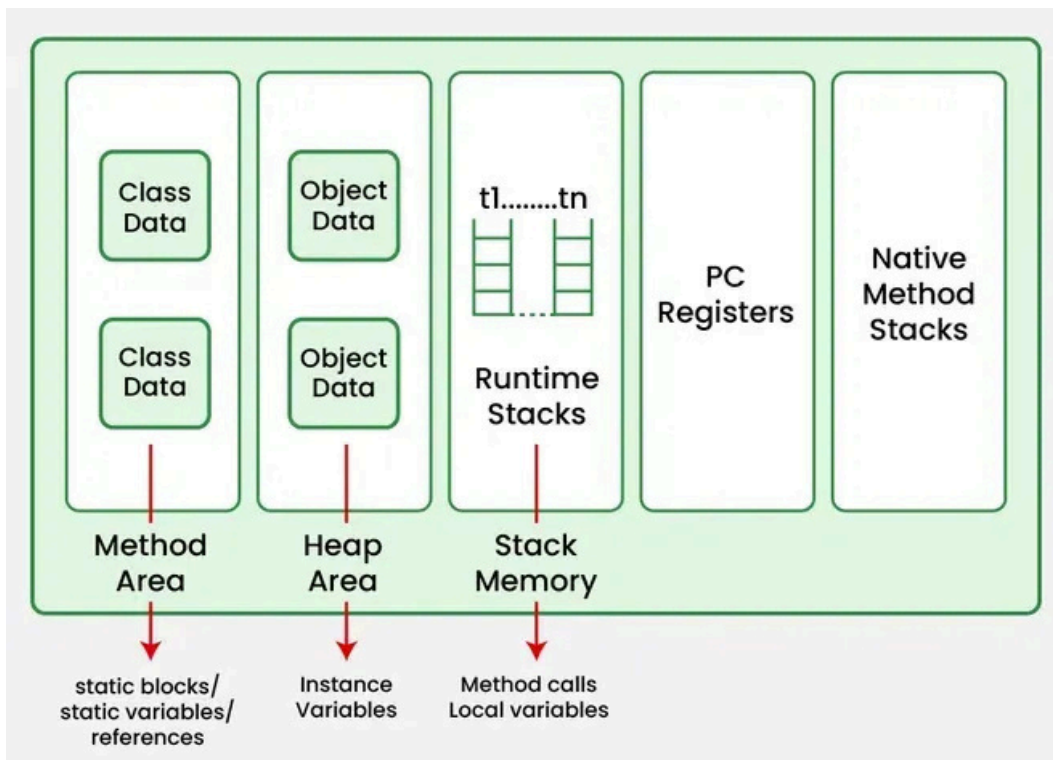 Class
Data
Class
Data
Method
Area
static blocks/
static variables/
references
Object
Data
Object
Data
Heap
Area
Instance
Variables
t1........tn
Runtime
Stacks
Stack
Memory
Method calls
Local variables
PC
Registers
Native
Method
Stacks